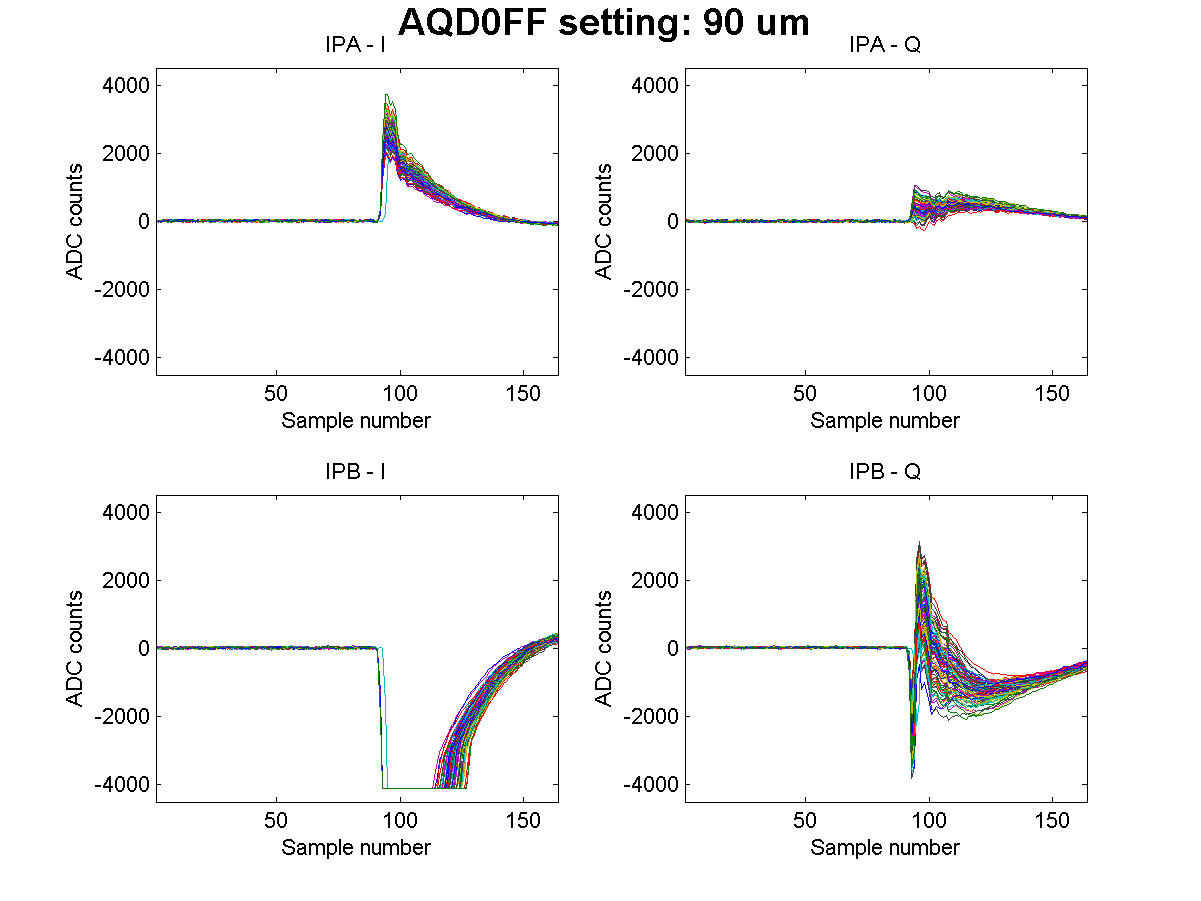 AQD0FF setting: 90 um
IPA - I
IPA - Q
4000
2000
0
-2000
-4000
ADC counts
50
100
150
Sample number
4000
2000
0
-2000
-4000
ADC counts
50
100
150
Sample number
IPB - I
IPB - Q
4000
2000
0
-2000
-4000
ADC counts
50
100
150
Sample number
4000
2000
0
-2000
-4000
ADC counts
50
100
150
Sample number